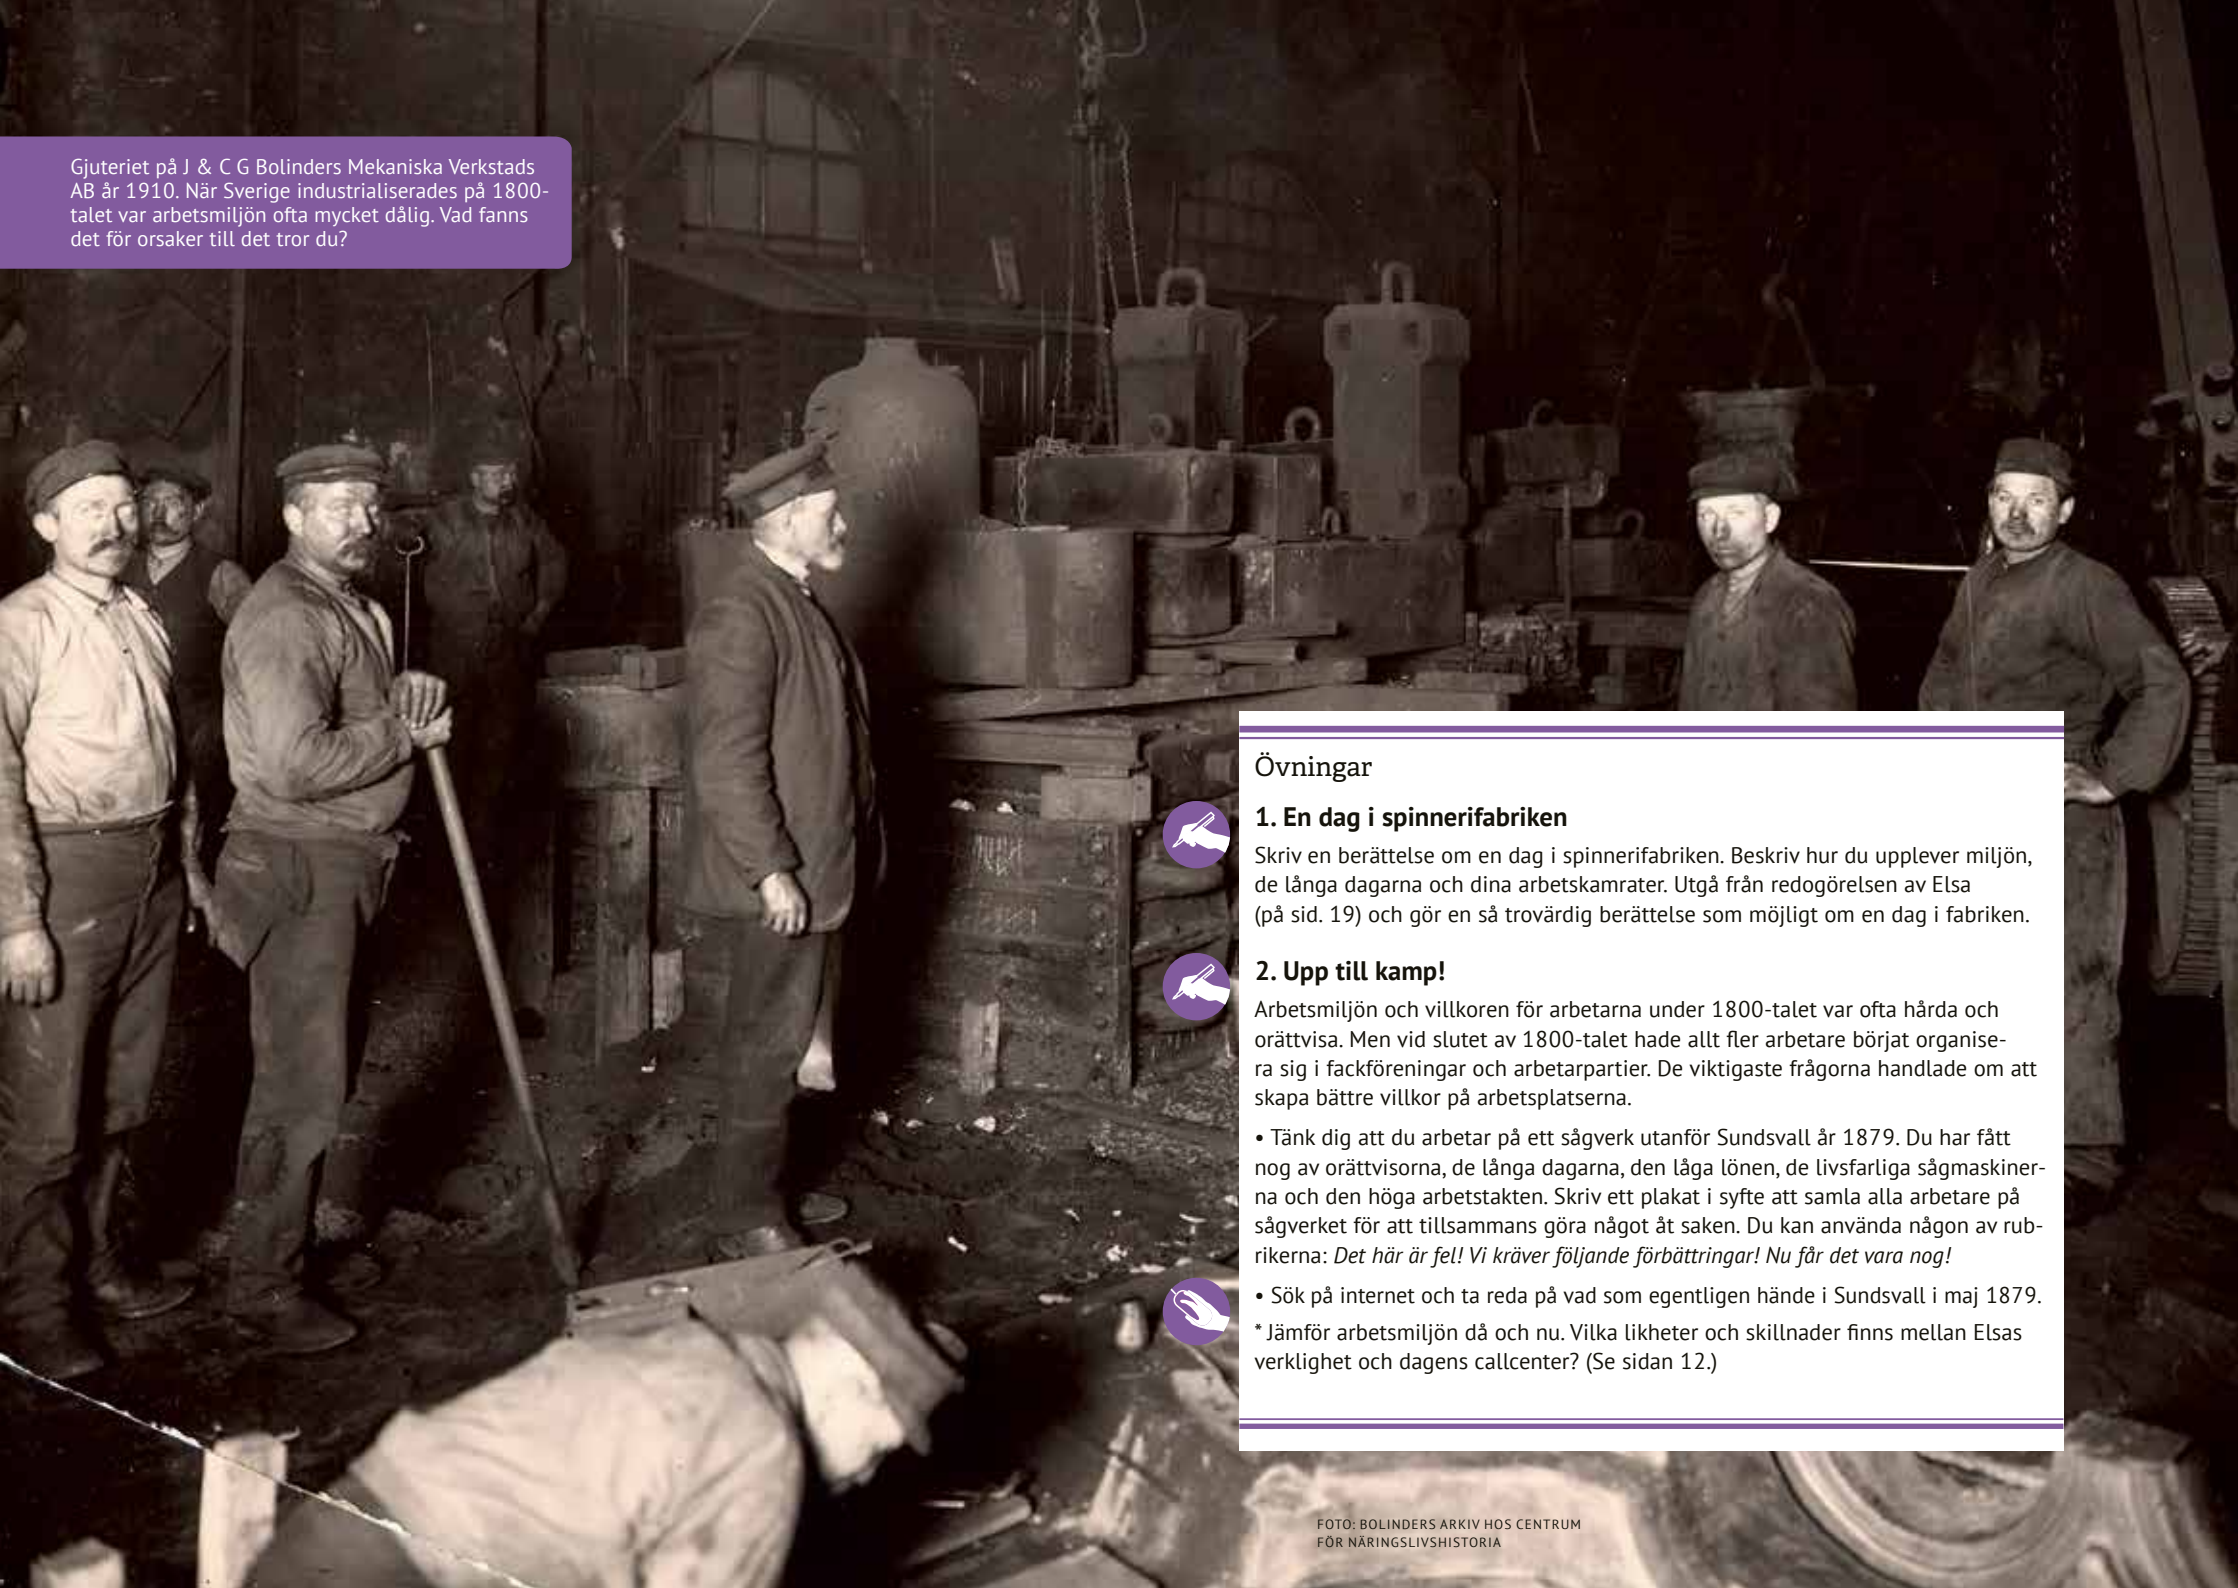 Gjuteriet på J & C G Bolinders Mekaniska Verkstads
AB år 1910. När Sverige industrialiserades på 1800-
talet var arbetsmiljön ofta mycket dålig. Vad fanns
det för orsaker till det tror du?
Övningar
1. En dag i spinnerifabriken
Skriv en berättelse om en dag i spinnerifabriken. Beskriv hur du upplever miljön,
de långa dagarna och dina arbetskamrater. Utgå från redogörelsen av Elsa
(på sid. 19) och gör en så trovärdig berättelse som möjligt om en dag i fabriken.
2. Upp till kamp!
Arbetsmiljön och villkoren för arbetarna under 1800-talet var ofta hårda och
orättvisa. Men vid slutet av 1800-talet hade allt fler arbetare börjat organise-
ra sig i fackföreningar och arbetarpartier. De viktigaste frågorna handlade om att
skapa bättre villkor på arbetsplatserna.
• Tänk dig att du arbetar på ett sågverk utanför Sundsvall år 1879. Du har fått
nog av orättvisorna, de långa dagarna, den låga lönen, de livsfarliga sågmaskiner-
na och den höga arbetstakten. Skriv ett plakat i syfte att samla alla arbetare på
sågverket för att tillsammans göra något åt saken. Du kan använda någon av rub-
rikerna: Det här är fel! Vi kräver följande förbättringar! Nu får det vara nog!
• Sök på internet och ta reda på vad som egentligen hände i Sundsvall i maj 1879.
* Jämför arbetsmiljön då och nu. Vilka likheter och skillnader finns mellan Elsas
verklighet och dagens callcenter? (Se sidan 12.)
FOTO: BOLINDERS ARKIV HOS CENTRUM
FÖR NÄRINGSLIVSHISTORIA